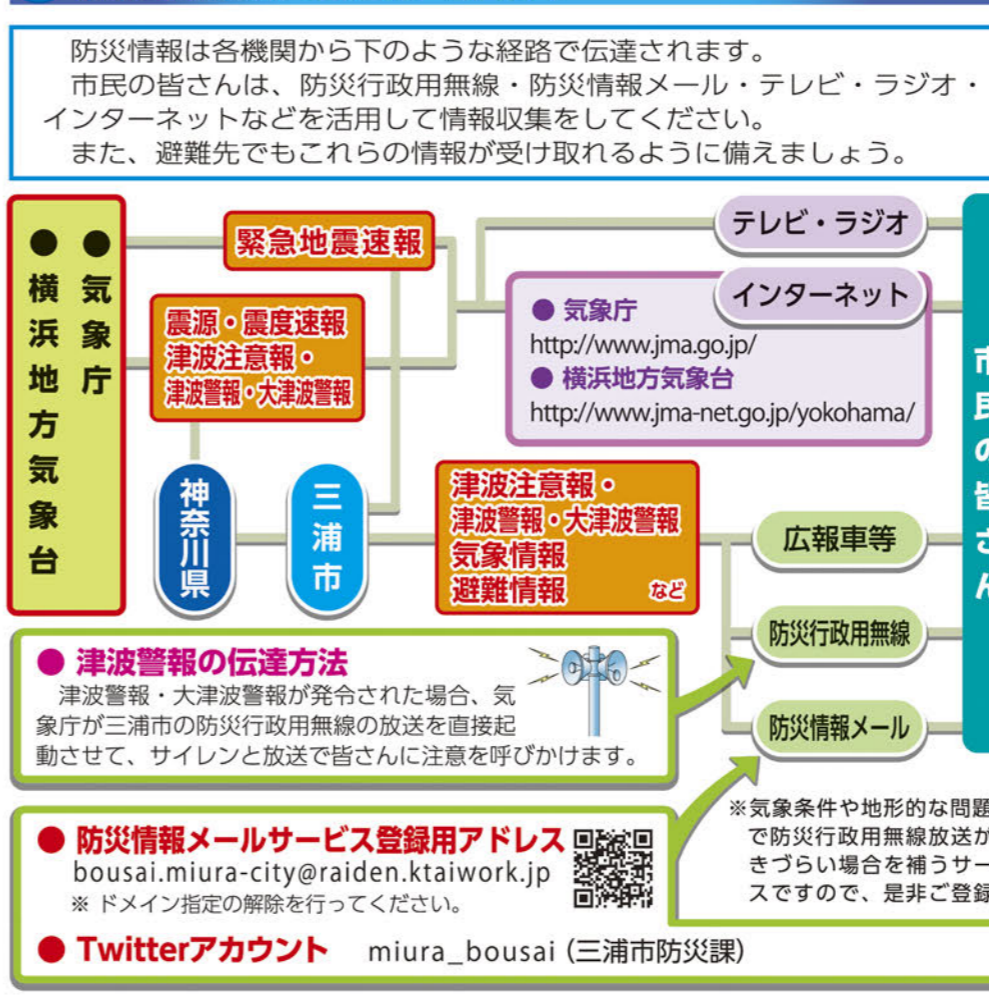 防災情報は各機関から下のような経路で伝達されます。
市民の皆さんは、防災行政用無線・防災情報メール・テレビ・ラジオ・
インターネットなどを活用して情報収集をしてください。
また、避難先でもこれらの情報が受け取れるように備えましょう。
●気象庁
●横浜地方気象台
緊急地震速報
震源・震度速報
津波注意報・
津波警報・大津波警報
神奈川県
三浦市
テレビ・ラジオ
インターネット
● 気象庁
http://www.jma.go.jp/
● 横浜地方気象台
http://www.jma-net.go.jp/yokohama/
津波注意報・
津波警報・大津波警報
気象情報
避難情報 など
広報車等
防災行政用無線
防災情報メール
市民の皆さん
● 津波警報の伝達方法
津波警報・大津波警報が発令された場合、気
象庁が三浦市の防災行政用無線の放送を直接起
動させて、サイレンと放送で皆さんに注意を呼びかけます。
※気象条件や地形的な問題
で防災行政用無線放送が
きづらい場合を補うサー
スですので、是非ご登録
● 防災情報メールサービス登録用アドレス
bousai.miura-city@raiden.ktaiwork.jp
※ ドメイン指定の解除を行ってください。
● Twitterアカウント miura_bousai (三浦市防災課)